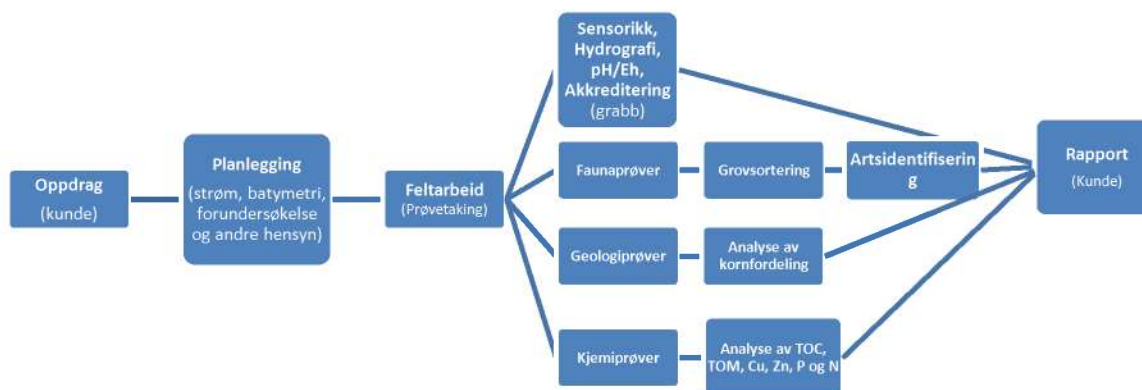 Oppdrag
(kunde)
Planlegging
(strøm, batymetri,
forundersøkelse
og andre hensyn)
Feltarbeid
(Prøvetaking)
Sensorikk,
Hydrografi,
pH/Eh,
Akkreditering
(grabb)
Faunaprøver
Grovsortering
Artsidentifiserin
g
Geologiprøver
Analyse av
kornfordeling
Kjemiprøver
Analyse av TOC,
TOM, Cu, Zn, P og N
Rapport
(Kunde)